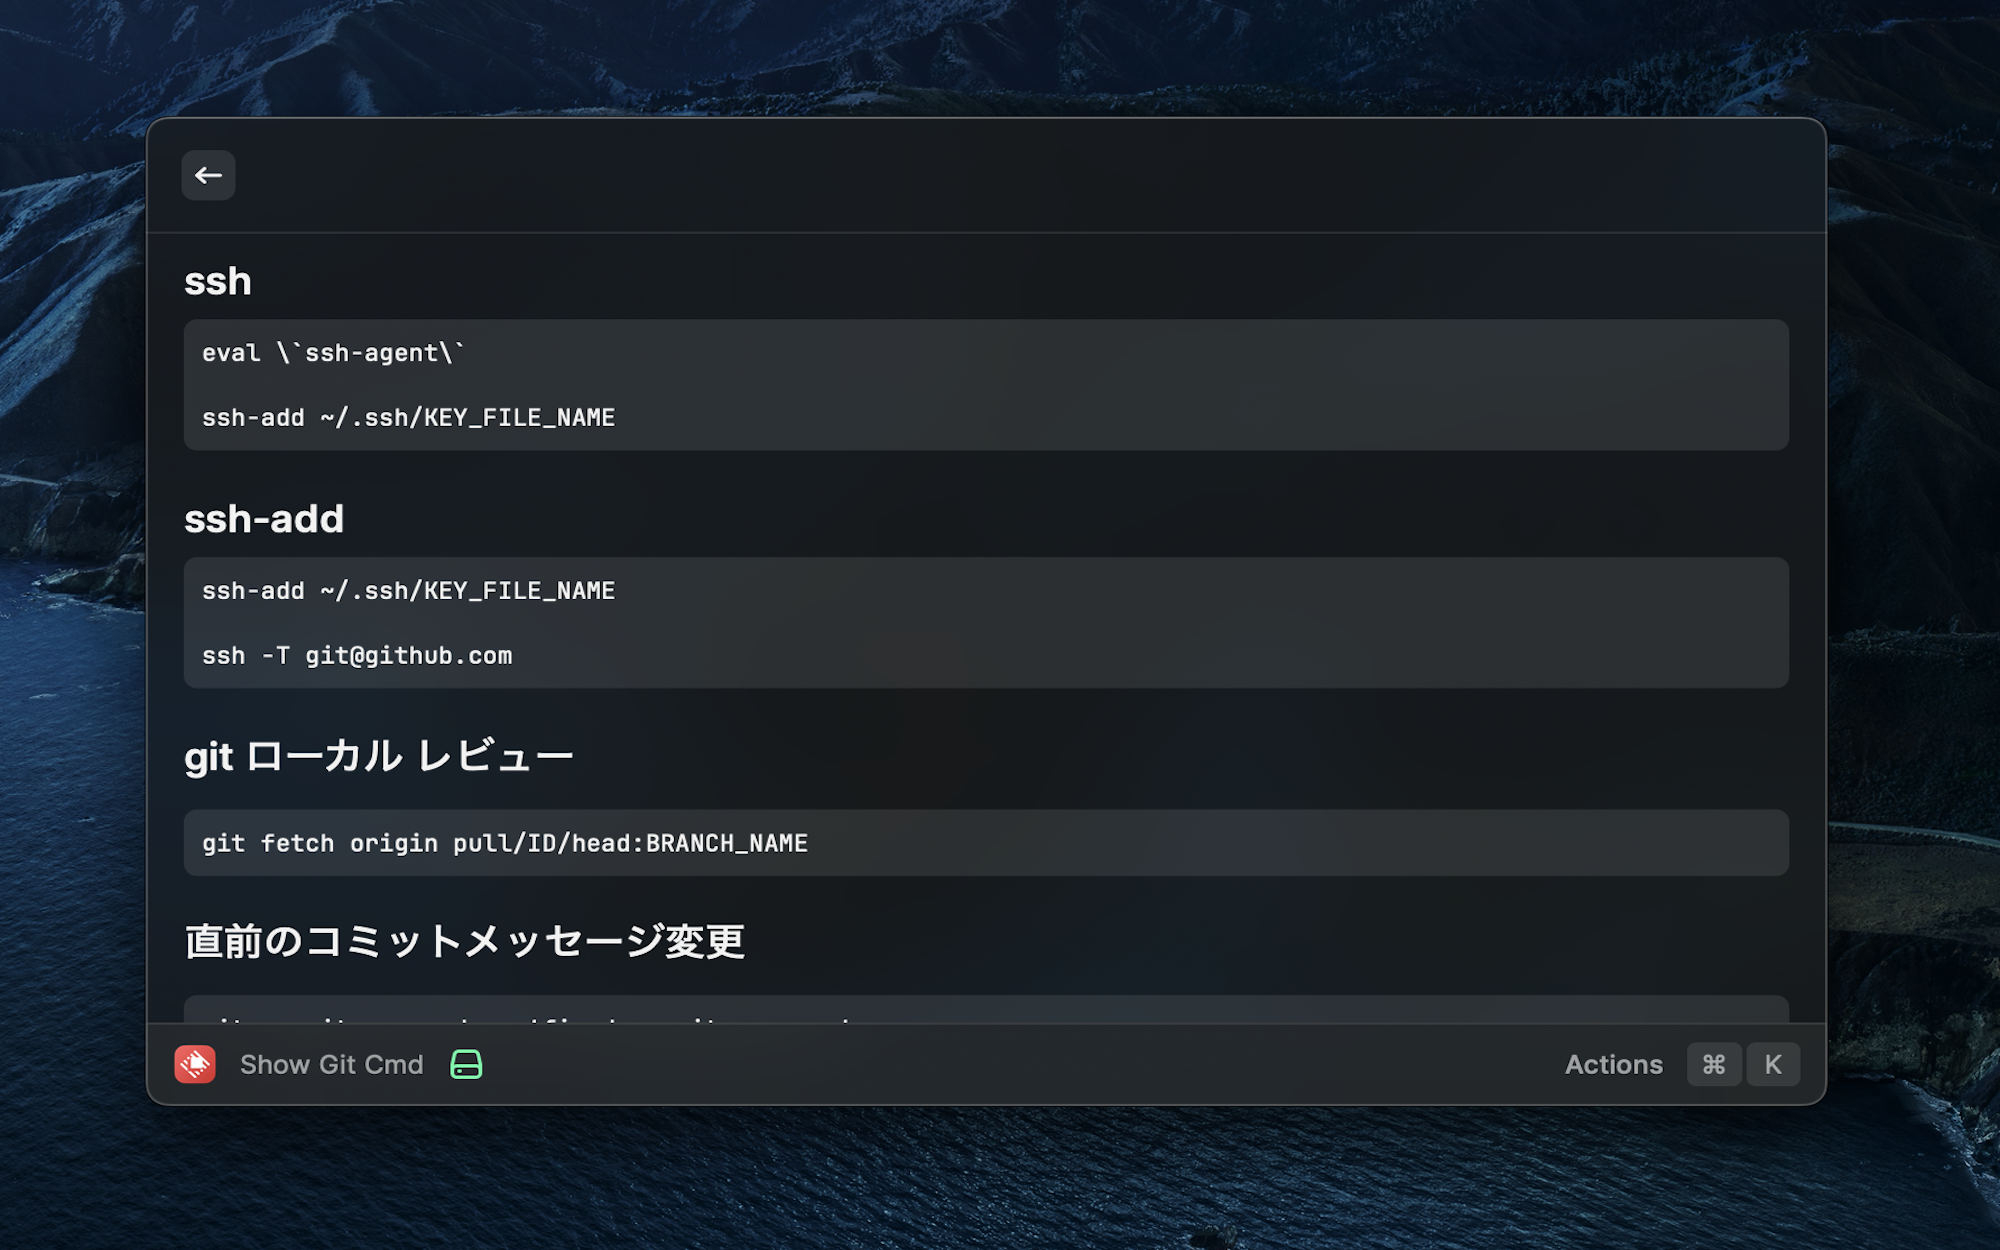 ssh
eval \`ssh-agent\`
ssh-add ~/.ssh/KEY_FILE_NAME
ssh-add
ssh-add ~/.ssh/KEY_FILE_NAME
ssh -T git@github.com
git ローカル レビュー
git fetch origin pull/ID/head:BRANCH_NAME
直前のコミットメッセージ変更
Show Git Cmd
Actions ⌘ K